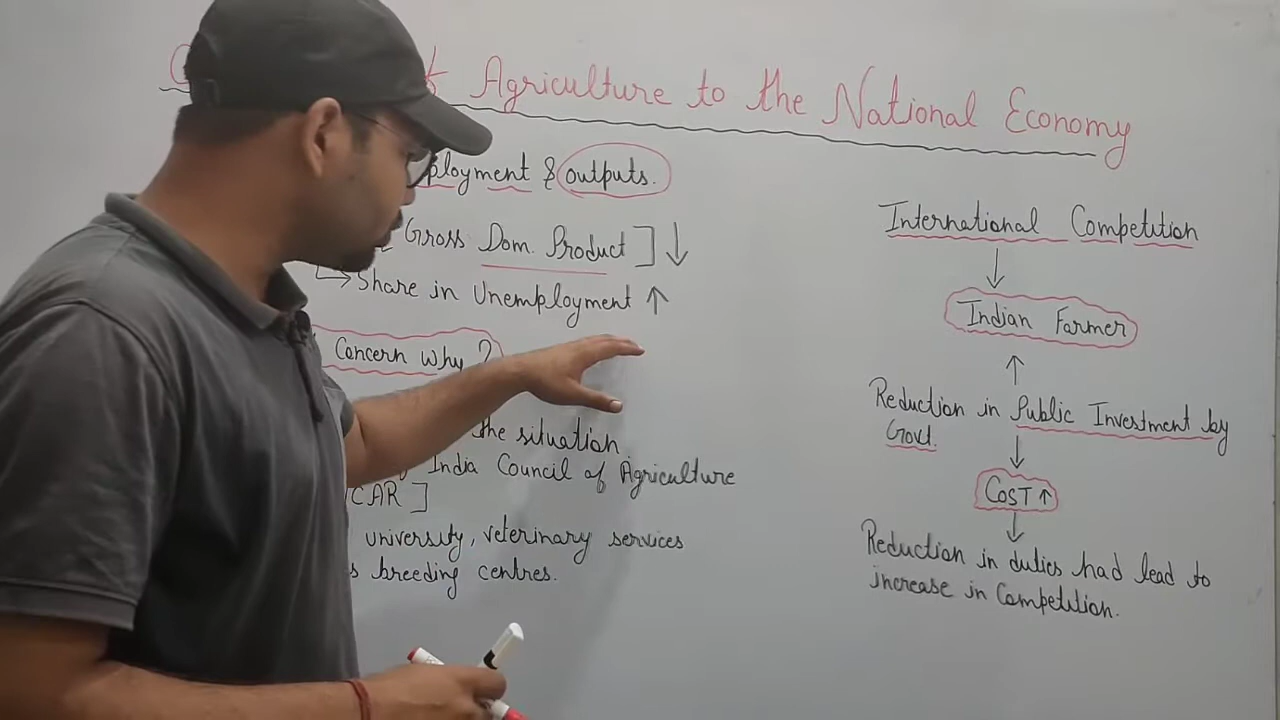 Agriculture to the National Economy
ployment & outputs.
Gross Dom. Product ] ↓
↳ Share in Unemployment ↑
Concern why ?
the situation
India Council of Agriculture
CAR ]
university, veterinary services
s breeding centres.
International Competition
↓
Indian Farmer
↑
Reduction in Public Investment by
Govt.
↓
COST ↑
↓
Reduction in duties had lead to
increase in Competition.